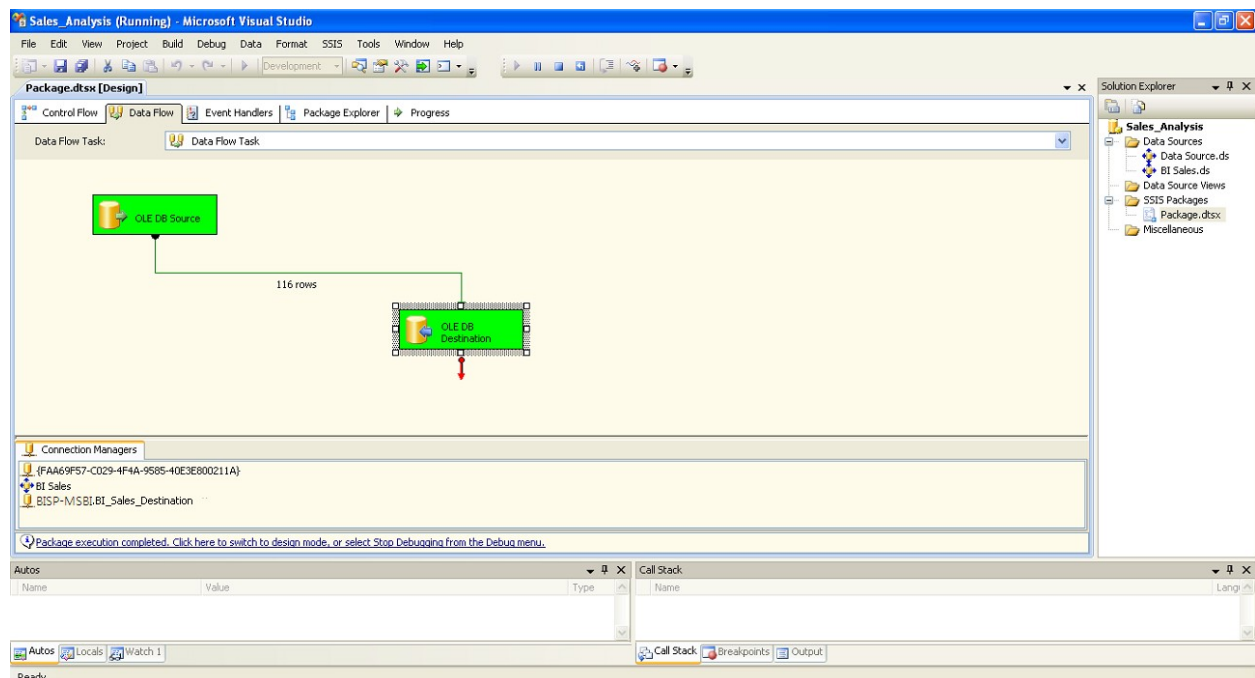 Sales_Analysis (Running) - Microsoft Visual Studio
File Edit View Project Build Debug Data Format SSIS Tools Window Help
Development
Package.dtsx [Design]
Control Flow Data Flow Event Handlers Package Explorer Progress
Data Flow Task: Data Flow Task
OLE DB Source
116 rows
OLE DB
Destination
Connection Managers
{FAA69F57-C029-4F4A-9585-40E3E800211A}
BI Sales
BISP-MSBI.BI_Sales_Destination
Package execution completed. Click here to switch to design mode, or select Stop Debugging from the Debug menu.
Solution Explorer
Sales_Analysis
Data Sources
Data Source.ds
BI Sales.ds
Data Source Views
SSIS Packages
Package.dtsx
Miscellaneous
Autos
Name Value Type
Autos Locals Watch 1
Call Stack
Name Langu
Call Stack Breakpoints Output
Ready